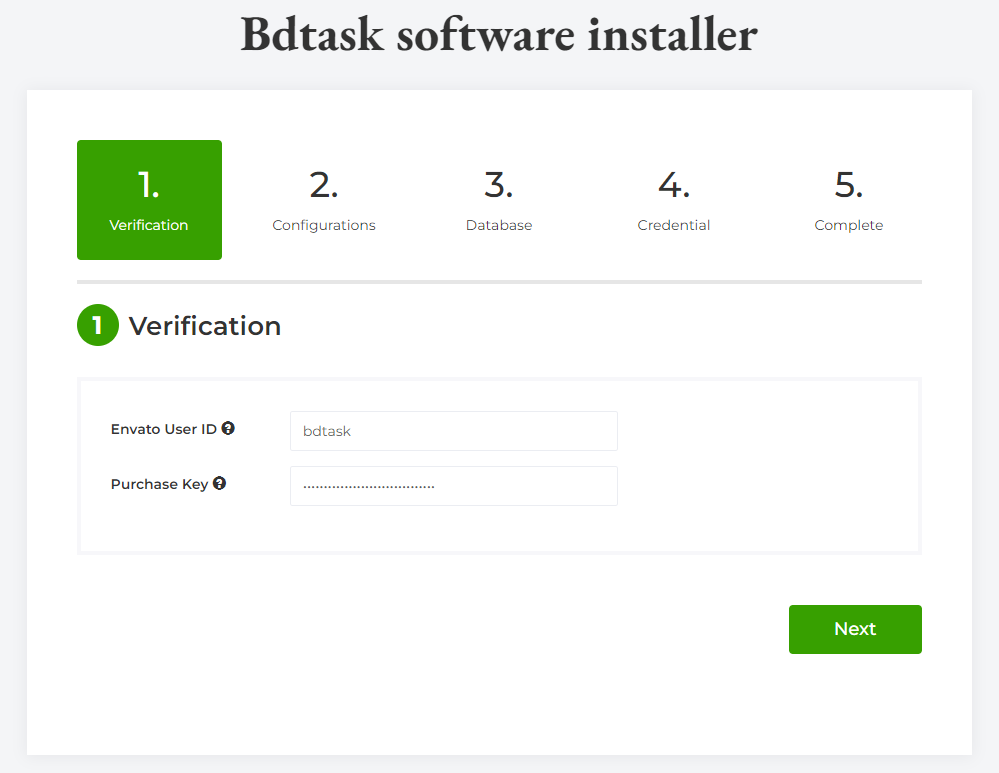 Bdtask software installer
1. 2. 3. 4. 5.
Verification Configurations Database Credential Complete
1 Verification
Envato User ID ? bdtask
Purchase Key ?
Next